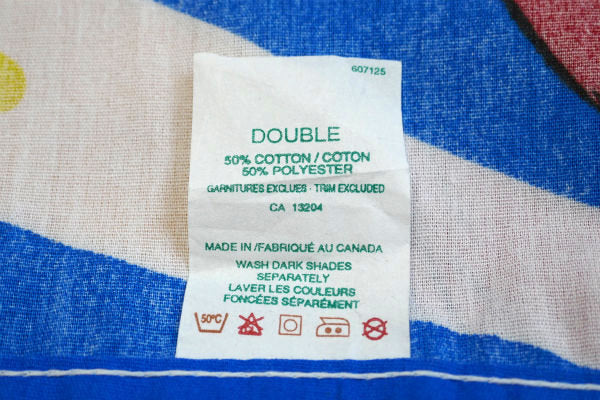 607125
DOUBLE
50% COTTON / COTON
50% POLYESTER
GARNITURES EXCLUES - TRIM EXCLUDED
CA 13204
MADE IN /FABRIQUÉ AU CANADA
WASH DARK SHADES
SEPARATELY
LAVER LES COULEURS
FONCÉES SÉPARÉMENT
50°C